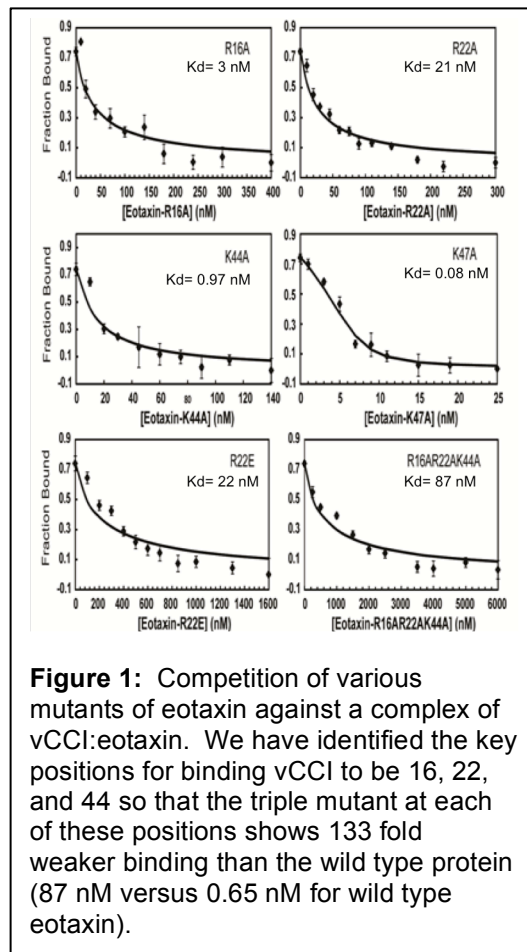 R16A
Kd= 3 nM
Fraction Bound
0.9
0.7
0.5
0.3
0.1
-0.1
0 50 100 150 200 250 300 350 400
[Eotaxin-R16A] (nM)
R22A
Kd= 21 nM
0.9
0.7
0.5
0.3
0.1
-0.1
0 50 100 150 200 250 300
[Eotaxin-R22A] (nM)
K44A
Kd= 0.97 nM
Fraction Bound
0.9
0.7
0.5
0.3
0.1
-0.1
0 20 40 60 80 100 120 140
[Eotaxin-K44A] (nM)
K47A
Kd= 0.08 nM
0.9
0.7
0.5
0.3
0.1
-0.1
0 5 10 15 20 25
[Eotaxin-K47A] (nM)
R22E
Kd= 22 nM
Fraction Bound
0.9
0.7
0.5
0.3
0.1
-0.1
0 200 400 600 800 1000 1200 1400 1600
[Eotaxin-R22E] (nM)
R16AR22AK44A
Kd= 87 nM
0.9
0.7
0.5
0.3
0.1
-0.1
0 1000 2000 3000 4000 5000 6000
[Eotaxin-R16AR22AK44A] (nM)
Figure 1: Competition of various
mutants of eotaxin against a complex of
vCCI:eotaxin. We have identified the key
positions for binding vCCI to be 16, 22,
and 44 so that the triple mutant at each
of these positions shows 133 fold
weaker binding than the wild type protein
(87 nM versus 0.65 nM for wild type
eotaxin).